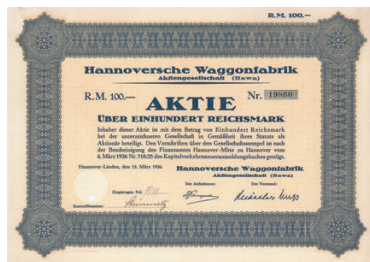 R.M. 100.—
Hannoversche Waggonfabrik
Aktiengesellschaft (Hawa)
R.M. 100.— Nr. 19866
AKTIE
ÜBER EINHUNDERT REICHSMARK
Inhaber dieser Aktie ist mit dem Betrag von Einhundert Reichsmark
bei der unterzeichneten Gesellschaft in Gemäßheit ihres Statuts als
Aktionär beteiligt. Den Vorschriften über den Gesellschaftsstempel ist nach
der Bescheinigung des Finanzamtes Hannover-Mitte zu Hannover vom
6. März 1926 Nr. 719/25 des Kapitalverkehrssteueranmeldungsbuches genügt.
Hannover-Linden, den 15. März 1926.
Hannoversche Waggonfabrik
Aktiengesellschaft (Hawa)
Eingetragen Fol.
Der Aufsichtsrat: Der Vorstand:
Kontrollbeamter: